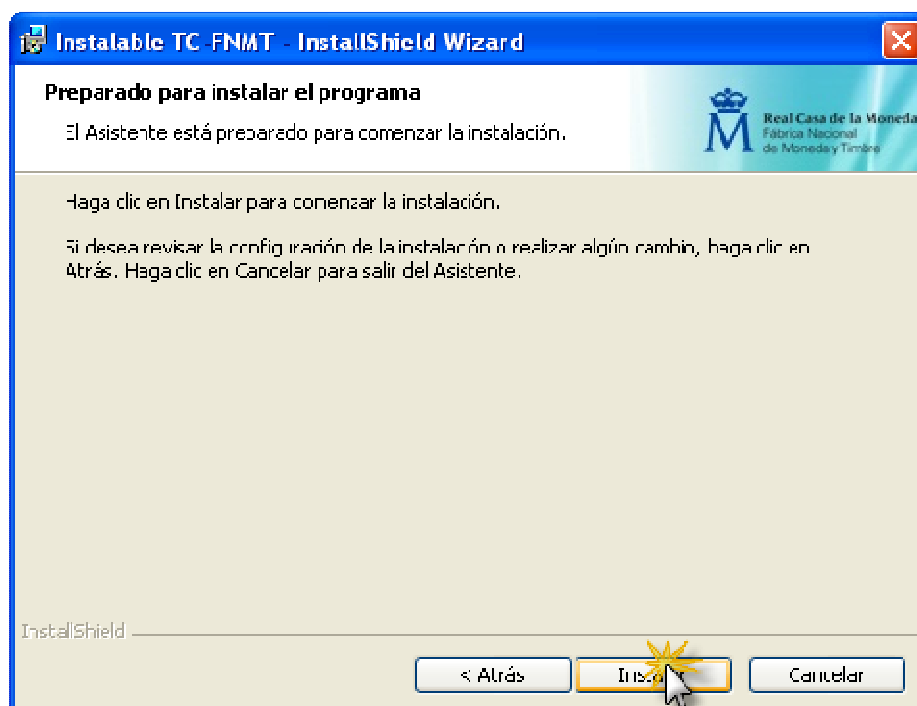 Instalable TC-FNMT - InstallShield Wizard
Preparado para instalar el programa
El Asistente está preparado para comenzar la instalación.
Real Casa de la Moneda
Fábrica Nacional
de Moneda y Timbre
Haga clic en Instalar para comenzar la instalación.
Si desea revisar la configuración de la instalación o realizar algún cambio, haga clic en
Atrás. Haga clic en Cancelar para salir del Asistente.
InstallShield
< Atrás
Instalar
Cancelar